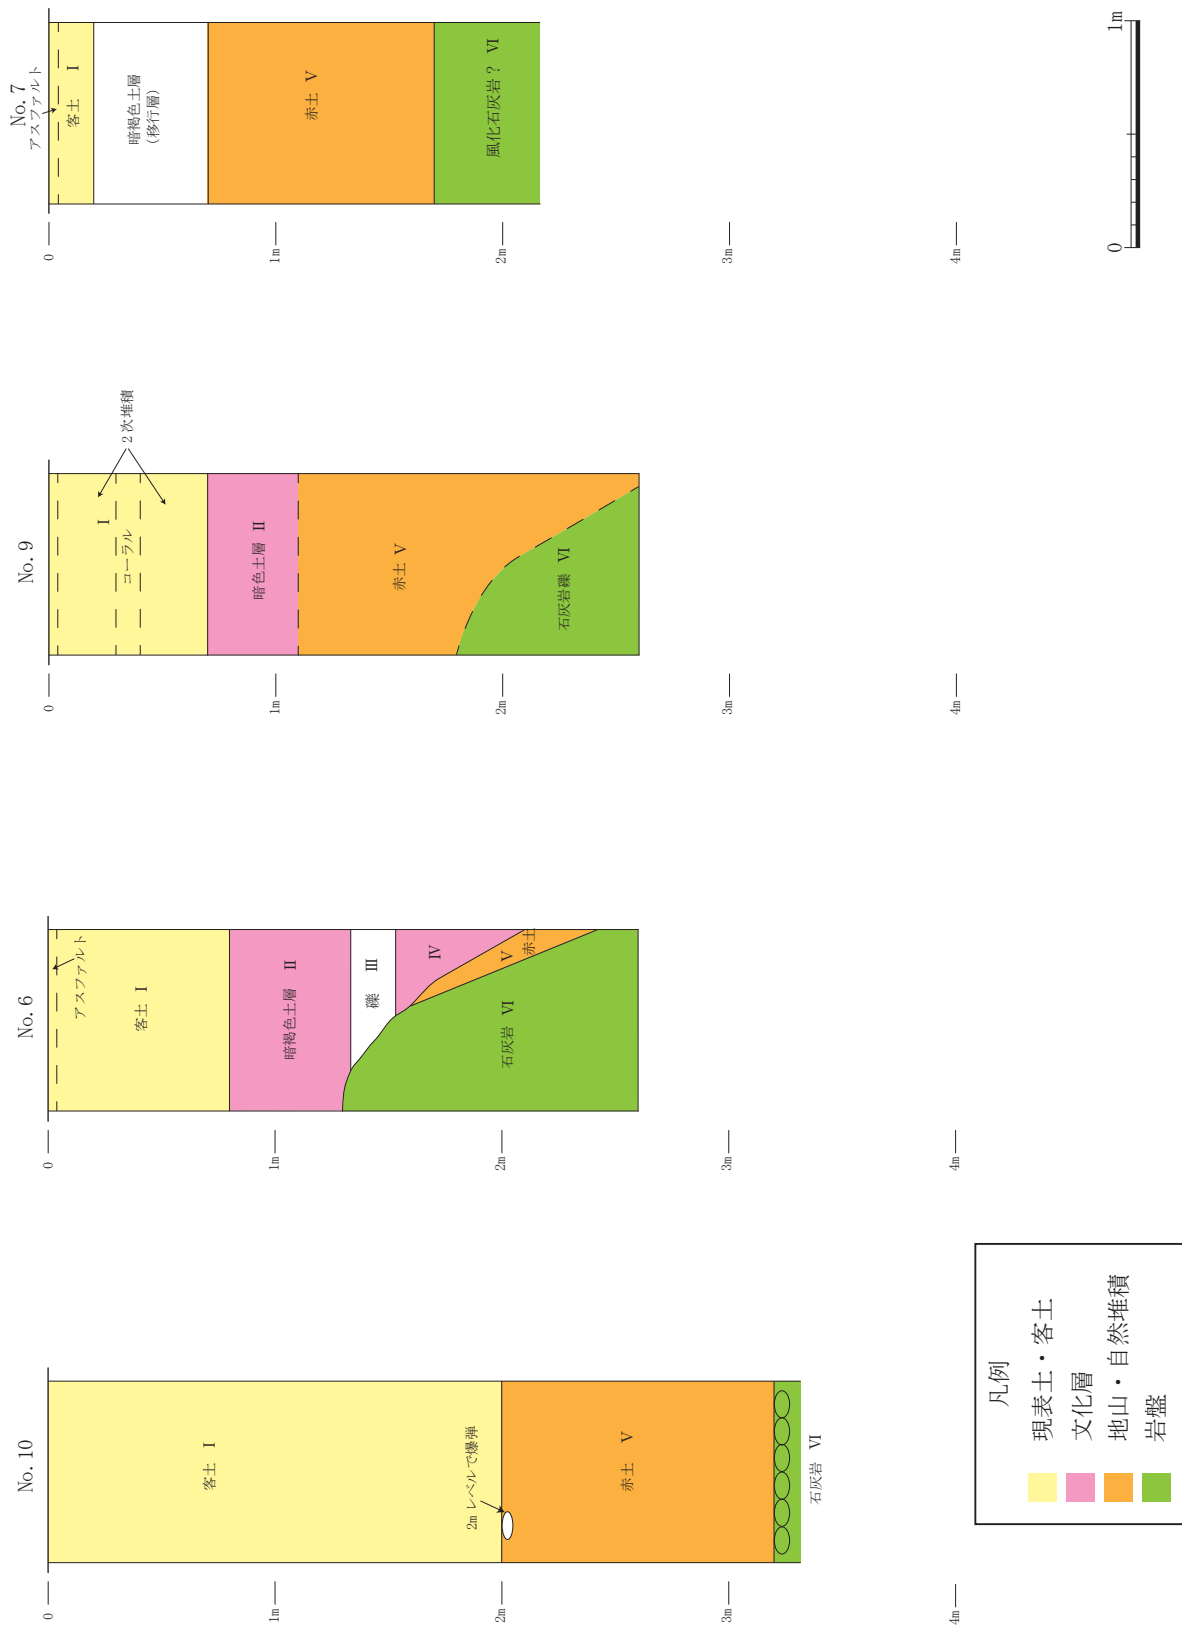 No. 10
0
1m
2m
3m
4m
客土 Ⅰ
2m レベルで爆弾
赤土 Ⅴ
石灰岩 Ⅵ
No. 6
0
1m
2m
3m
4m
アスファルト
客土 Ⅰ
暗褐色土層 Ⅱ
礫 Ⅲ
Ⅳ
Ⅴ
赤土
石灰岩 Ⅵ
No. 9
0
1m
2m
3m
4m
Ⅰ
コーラル
2次堆積
暗色土層 Ⅱ
赤土 Ⅴ
石灰岩礫 Ⅵ
No. 7
アスファルト
0
1m
2m
3m
4m
客土 Ⅰ
暗褐色土層
(移行層)
赤土 Ⅴ
風化石灰岩? Ⅵ
凡例
現表土・客土
文化層
地山・自然堆積
岩盤
0
1m